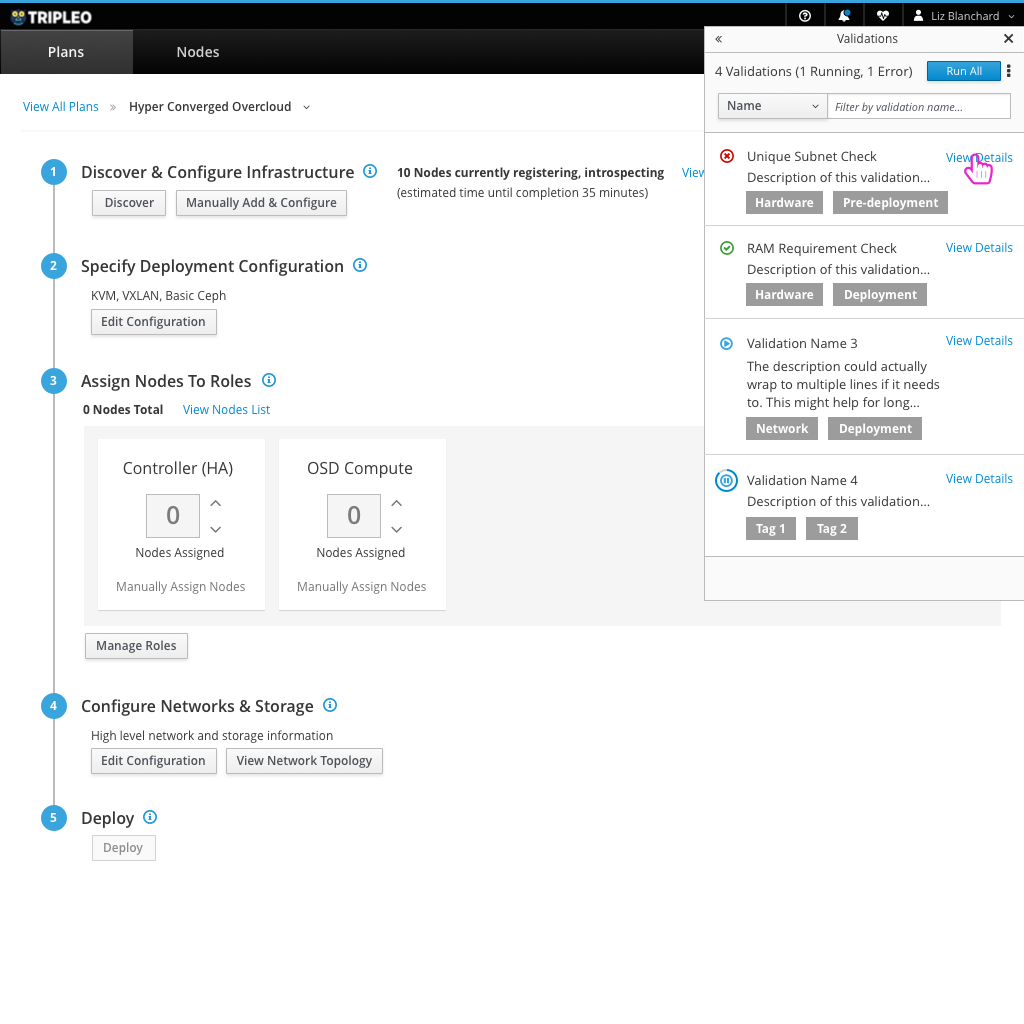 TRIPLEO
Liz Blanchard
Plans
Nodes
View All Plans » Hyper Converged Overcloud
1
Discover & Configure Infrastructure
10 Nodes currently registering, introspecting
View
(estimated time until completion 35 minutes)
Discover
Manually Add & Configure
2
Specify Deployment Configuration
KVM, VXLAN, Basic Ceph
Edit Configuration
3
Assign Nodes To Roles
0 Nodes Total
View Nodes List
Controller (HA)
0
Nodes Assigned
Manually Assign Nodes
OSD Compute
0
Nodes Assigned
Manually Assign Nodes
Manage Roles
4
Configure Networks & Storage
High level network and storage information
Edit Configuration
View Network Topology
5
Deploy
Deploy
« Validations
4 Validations (1 Running, 1 Error)
Run All
Name
Filter by validation name...
Unique Subnet Check
View Details
Description of this validation...
Hardware
Pre-deployment
RAM Requirement Check
View Details
Description of this validation...
Hardware
Deployment
Validation Name 3
View Details
The description could actually
wrap to multiple lines if it needs
to. This might help for long...
Network
Deployment
Validation Name 4
View Details
Description of this validation...
Tag 1
Tag 2